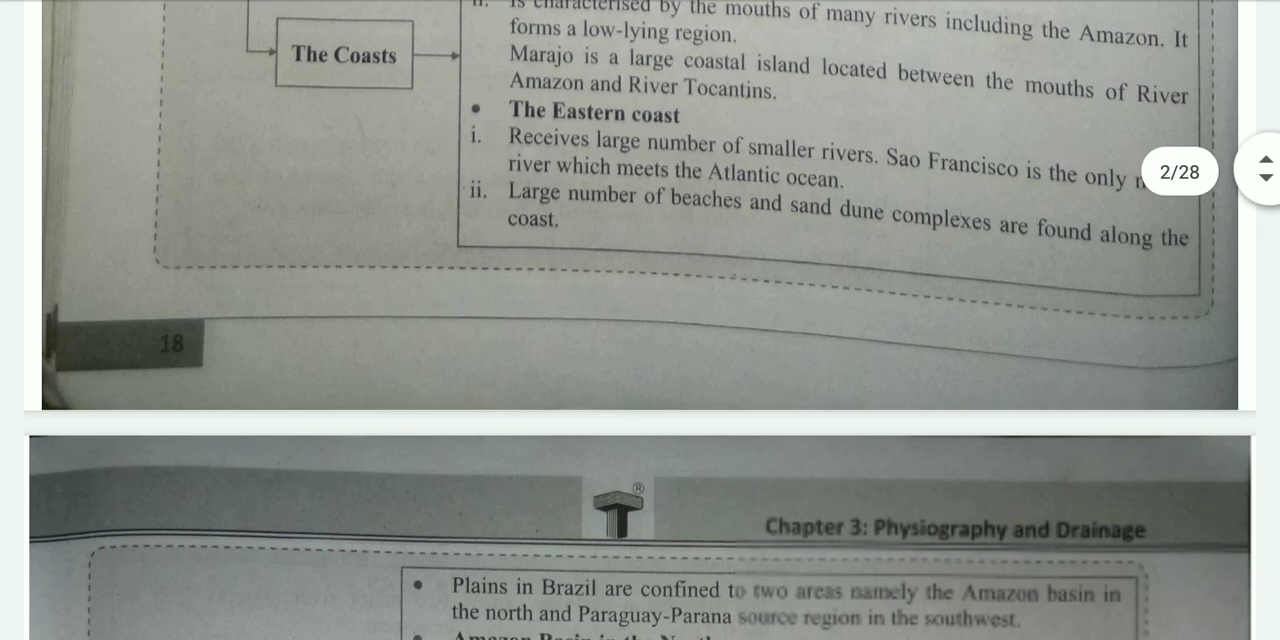 ii. Is characterised by the mouths of many rivers including the Amazon. It
forms a low-lying region.
The Coasts
Marajo is a large coastal island located between the mouths of River
Amazon and River Tocantins.
• The Eastern coast
i. Receives large number of smaller rivers. Sao Francisco is the only
2/28
river which meets the Atlantic ocean.
ii. Large number of beaches and sand dune complexes are found along the
coast.
18
®
Chapter 3: Physiography and Drainage
• Plains in Brazil are confined to two areas namely the Amazon basin in
the north and Paraguay-Parana source region in the southwest.
• Amazon Basin in the North